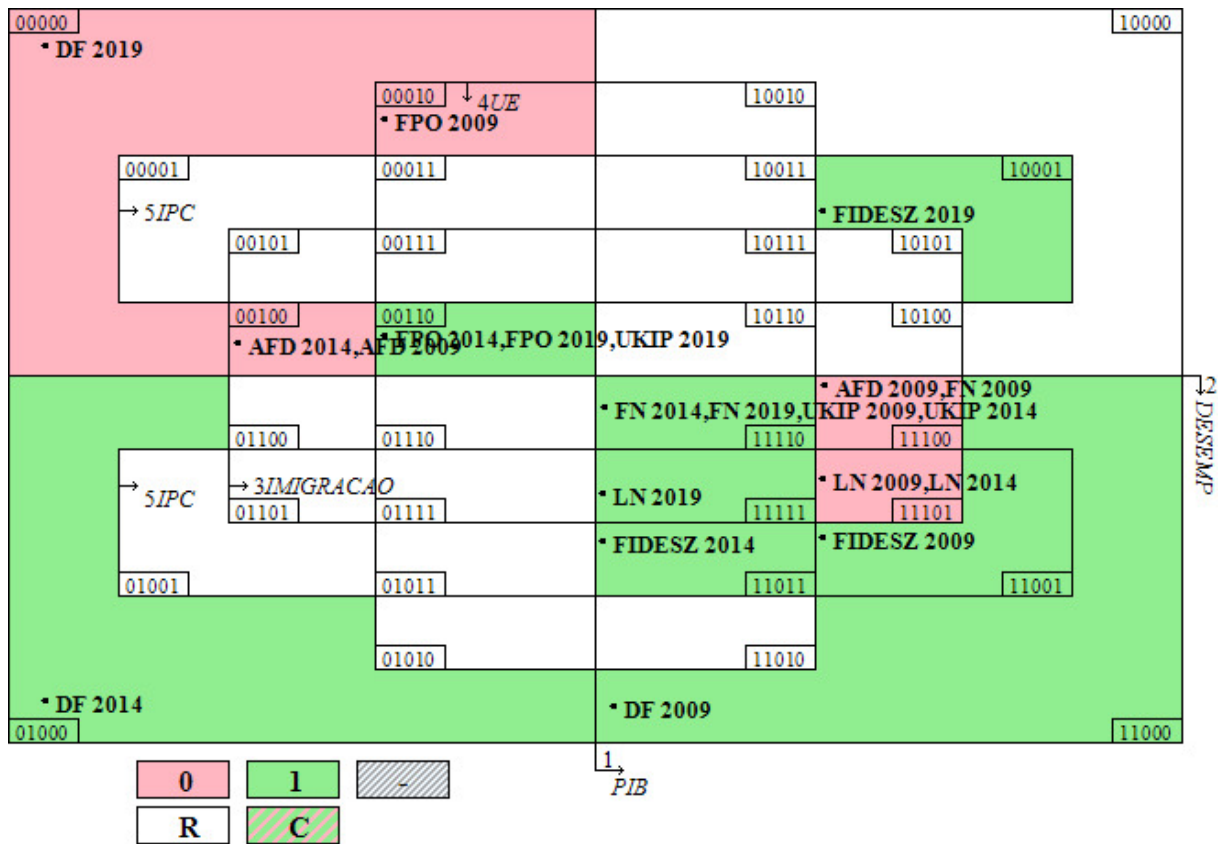 00000 10000
DF 2019
00010 4UE 10010
FPO 2009
00001 00011 10011 10001
5IPC FIDESZ 2019
00101 00111 10111 10101
00100 00110 10110 10100
AFD 2014,AFD 2009 FPO 2014,FPO 2019,UKIP 2019
2DESEMP
AFD 2009,FN 2009
FN 2014,FN 2019,UKIP 2009,UKIP 2014
01100 01110 11110 11100
5IPC 3IMIGRACAO LN 2019 LN 2009,LN 2014
01101 01111 11111 11101
FIDESZ 2014 FIDESZ 2009
01001 01011 11011 11001
01010 11010
DF 2014 DF 2009
01000 11000
1PIB
0 1 -
R C